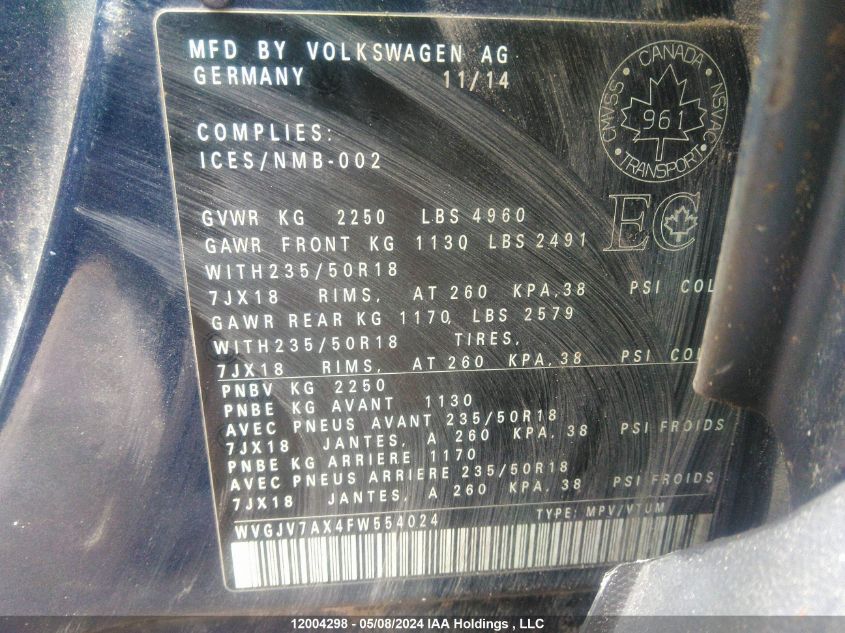 MFD BY VOLKSWAGEN AG
GERMANY 11/14
CMVSS CANADA NSVAC
961
TRANSPORT
COMPLIES:
ICES/NMB-002
EC
GVWR KG 2250 LBS 4960
GAWR FRONT KG 1130 LBS 2491
WITH235/50R18
7JX18 RIMS, AT 260 KPA,38 PSI COL
GAWR REAR KG 1170, LBS 2579
WITH235/50R18 TIRES,
7JX18 RIMS, AT 260 KPA,38 PSI COL
PNBV KG 2250
PNBE KG AVANT 1130
AVEC PNEUS AVANT 235/50R18
7JX18 JANTES, A 260 KPA, 38 PSI FROIDS
PNBE KG ARRIERE 1170
AVEC PNEUS ARRIERE 235/50R18
7JX18 JANTES, A 260 KPA, 38 PSI FROIDS
WVGJV7AX4FW554024 TYPE: MPV/VTUM
12004298 - 05/08/2024 IAA Holdings , LLC